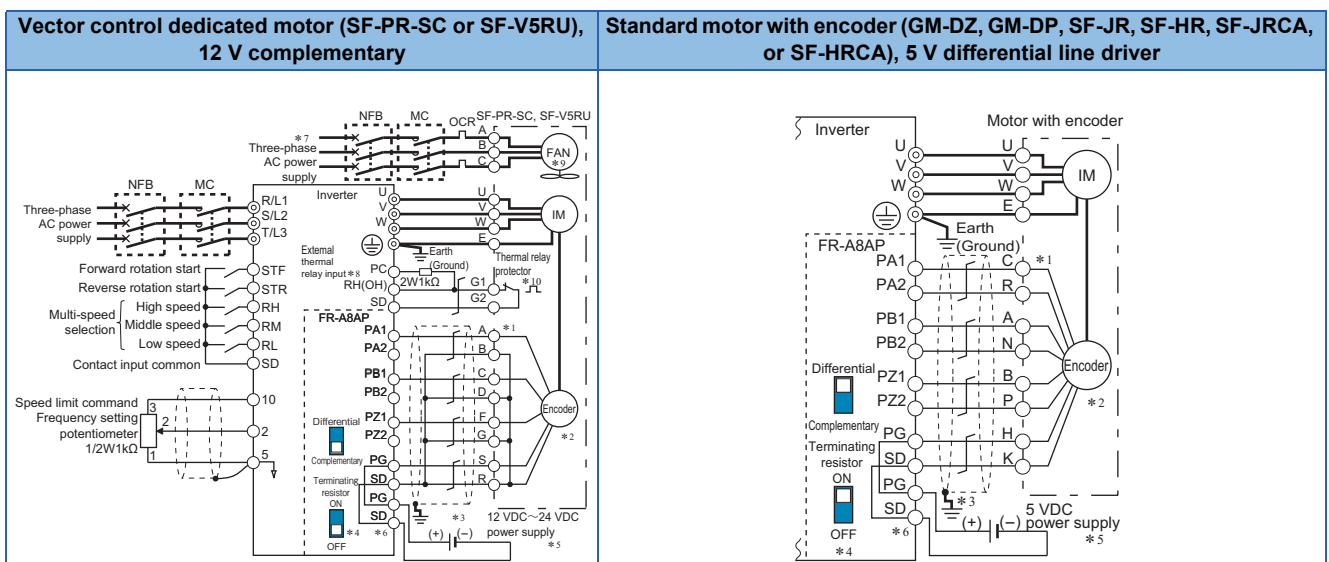 Vector control dedicated motor (SF-PR-SC or SF-V5RU),
12 V complementary
NFB
MC
OCR
SF-PR-SC, SF-V5RU
*7
Three-phase
AC power
supply
A
B
C
FAN
*9
NFB
MC
Three-phase
AC power
supply
R/L1
S/L2
T/L3
Inverter
U
V
W
U
V
W
E
IM
Earth
(Ground)
Forward rotation start
STF
Reverse rotation start
STR
Multi-speed
selection
High speed
RH
Middle speed
RM
Low speed
RL
Contact input common
SD
External
thermal
relay input *8
PC
RH(OH)
SD
2W1kΩ
G1
G2
Thermal relay
protector
*10
Speed limit command
Frequency setting
potentiometer
1/2W1kΩ
3
2
1
10
2
5
FR-A8AP
PA1
A
*1
PA2
B
PB1
C
PB2
D
PZ1
F
PZ2
G
PG
S
SD
R
PG
SD
Differential
Complementary
Terminating
resistor
ON
*4
OFF
*6
Encoder
*2
*3
(+)
(−)
12 VDC～24 VDC
power supply
*5
Standard motor with encoder (GM-DZ, GM-DP, SF-JR, SF-HR, SF-JRCA,
or SF-HRCA), 5 V differential line driver
Inverter
Motor with encoder
U
U
V
V
W
W
E
IM
Earth
(Ground)
FR-A8AP
PA1
C
*1
PA2
R
PB1
A
PB2
N
Differential
PZ1
B
PZ2
P
Complementary
PG
H
Terminating
resistor
SD
K
ON
PG
SD
OFF
*4
*6
Encoder
*2
*3
(+)
(−)
5 VDC
power supply
*5